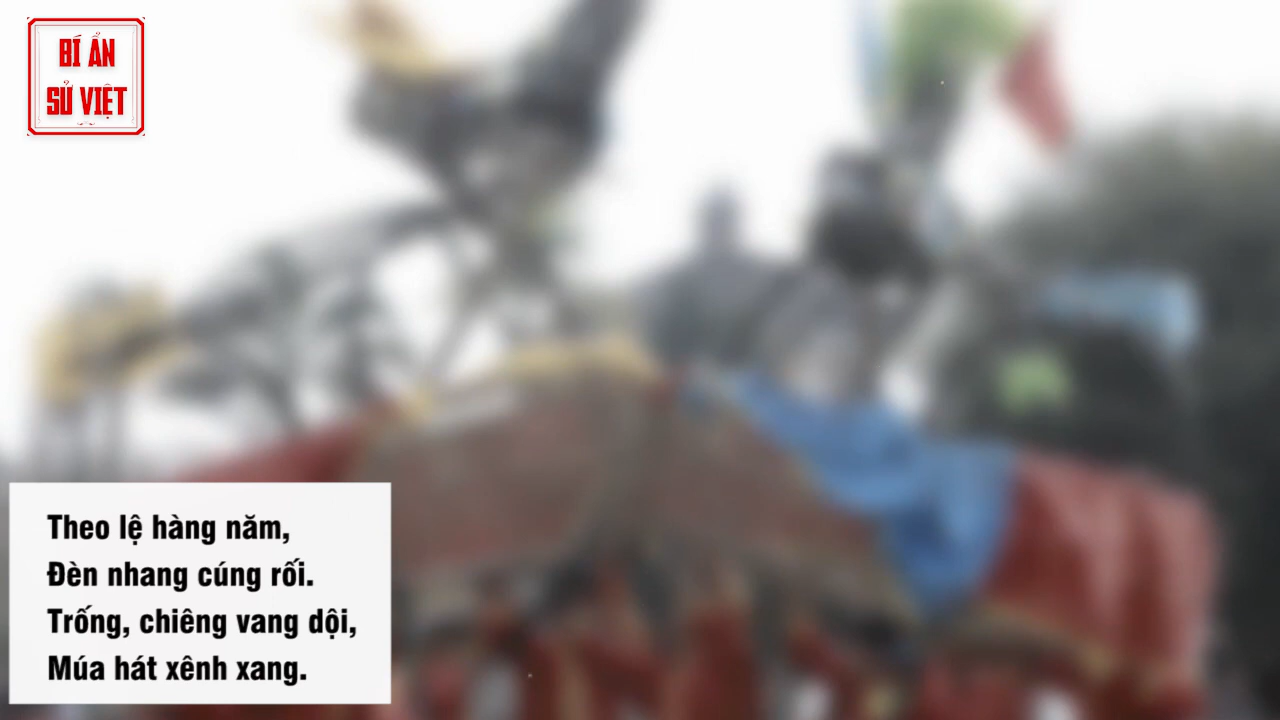 BÍ ẨN
SỬ VIỆT
Theo lệ hàng năm,
Đèn nhang cúng rối.
Trống, chiêng vang dội,
Múa hát xênh xang.